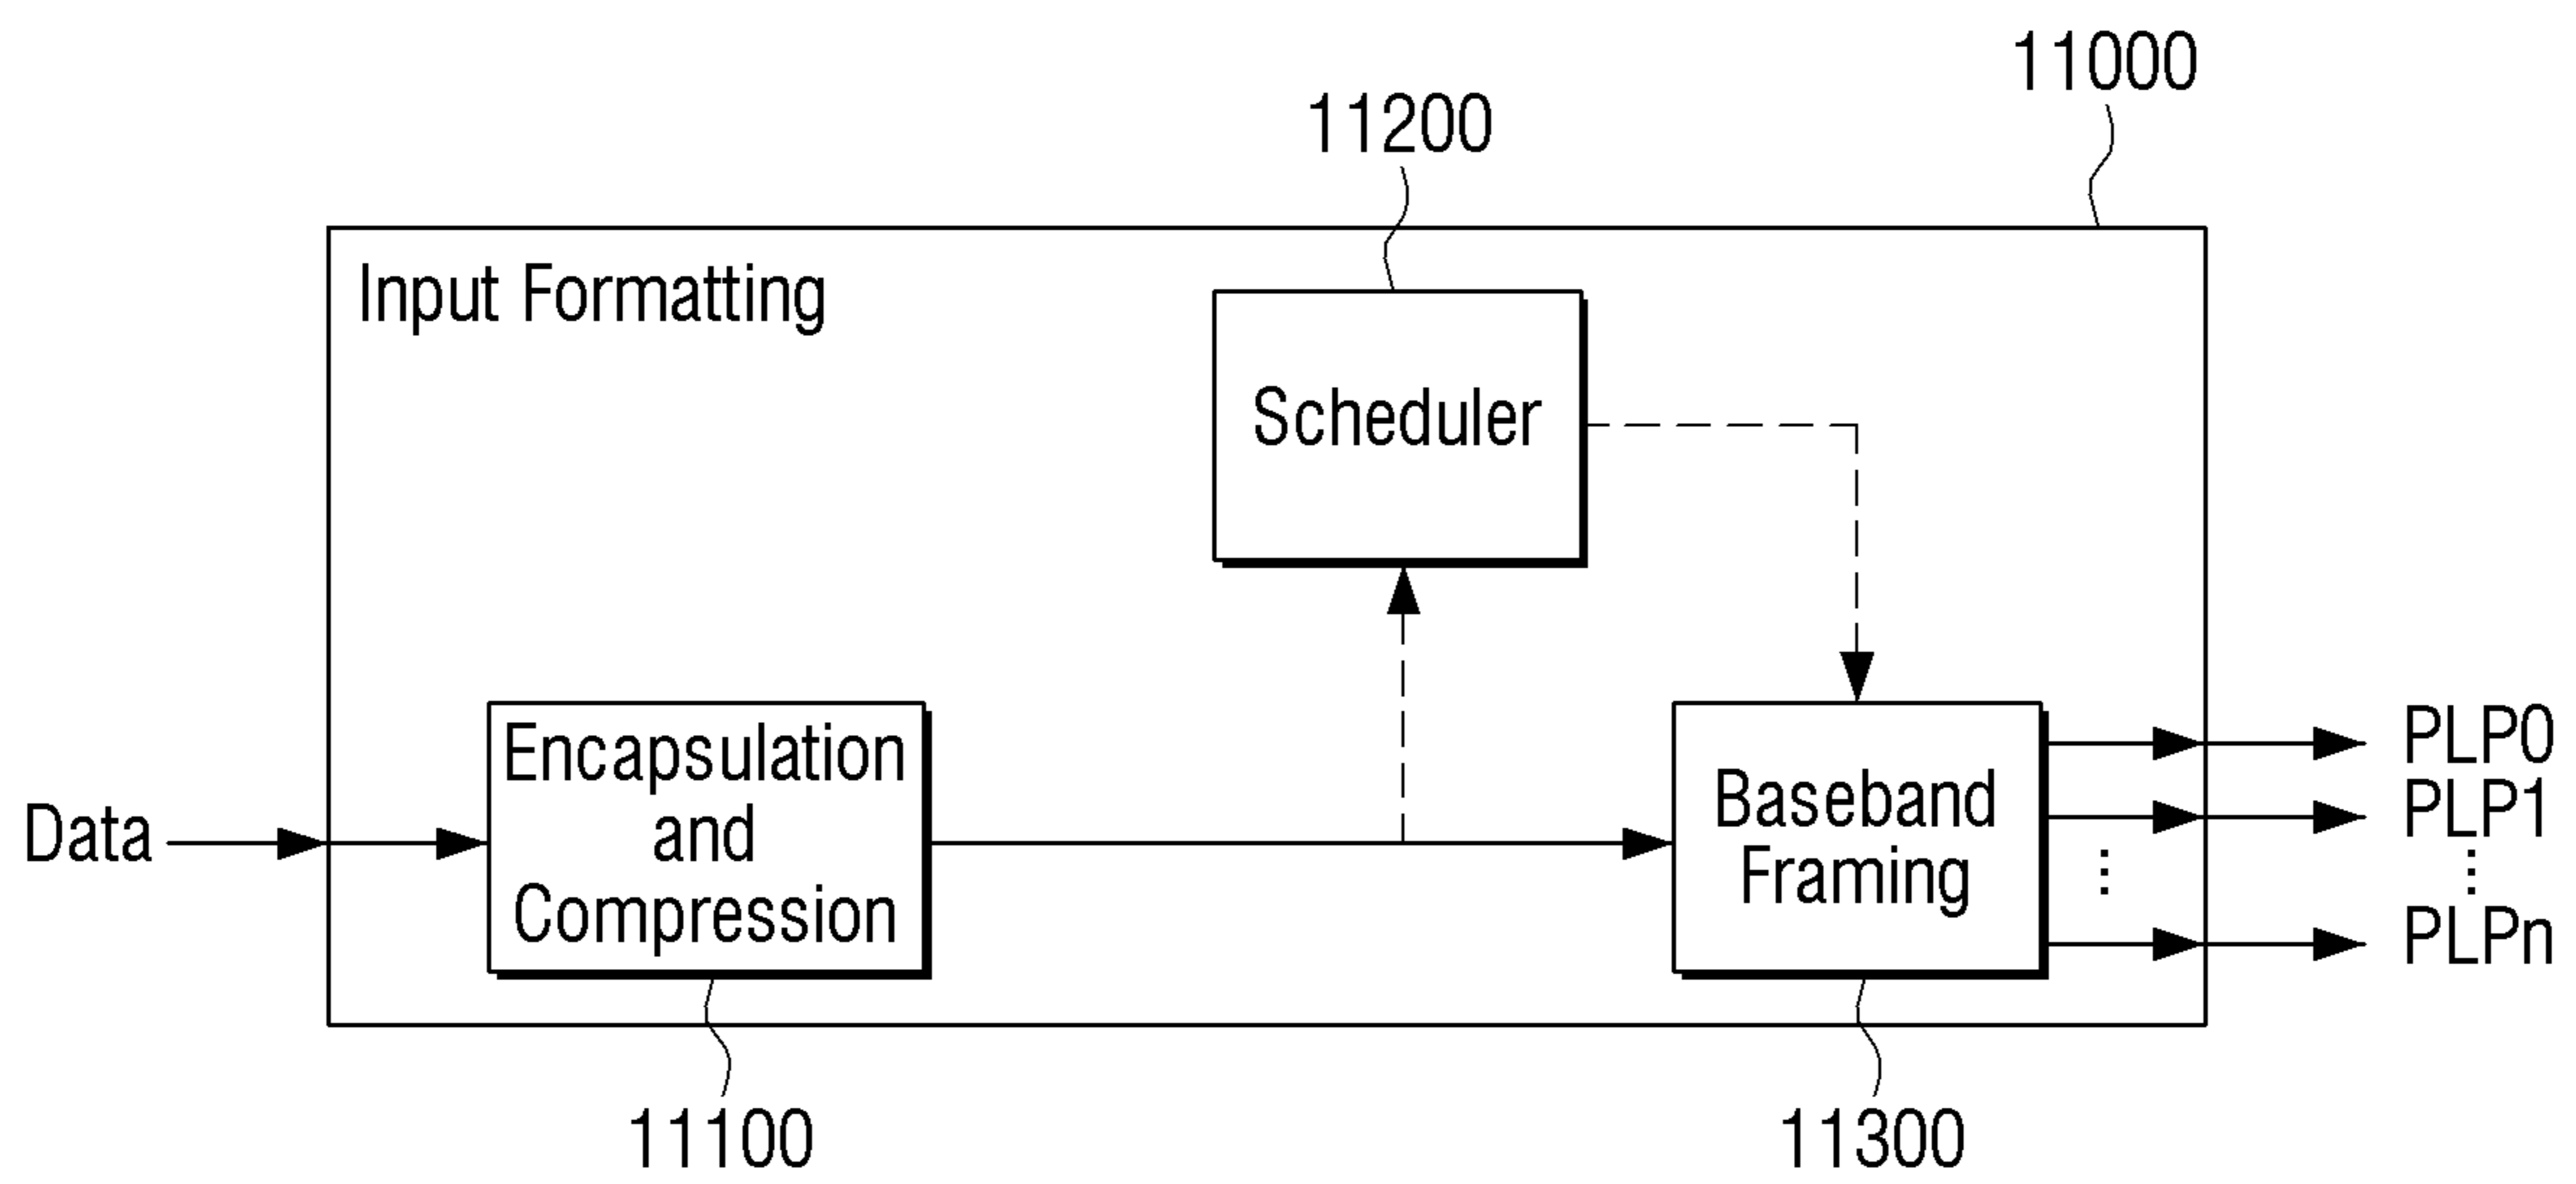 11000
11200
Input Formatting
Scheduler
Encapsulation
and
Compression
Data
Baseband
Framing
PLP0
PLP1
⋮
⋮
PLPn
11100
11300